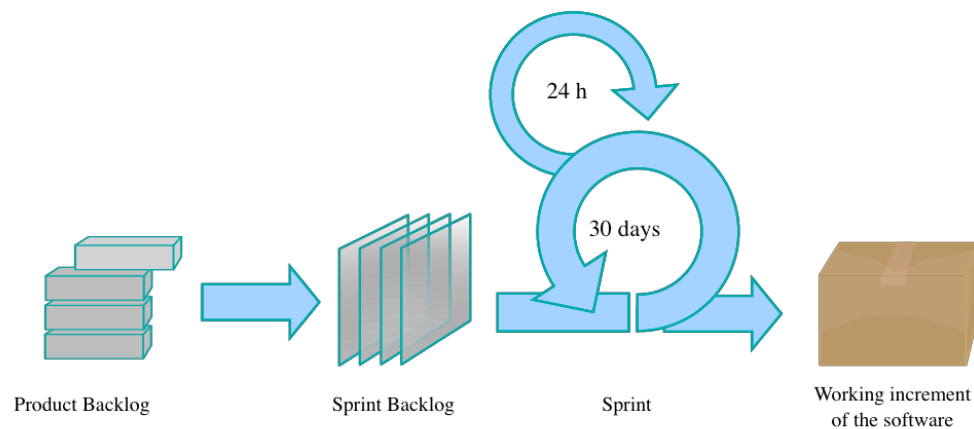 24 h
30 days
Product Backlog
Sprint Backlog
Sprint
Working increment
of the software